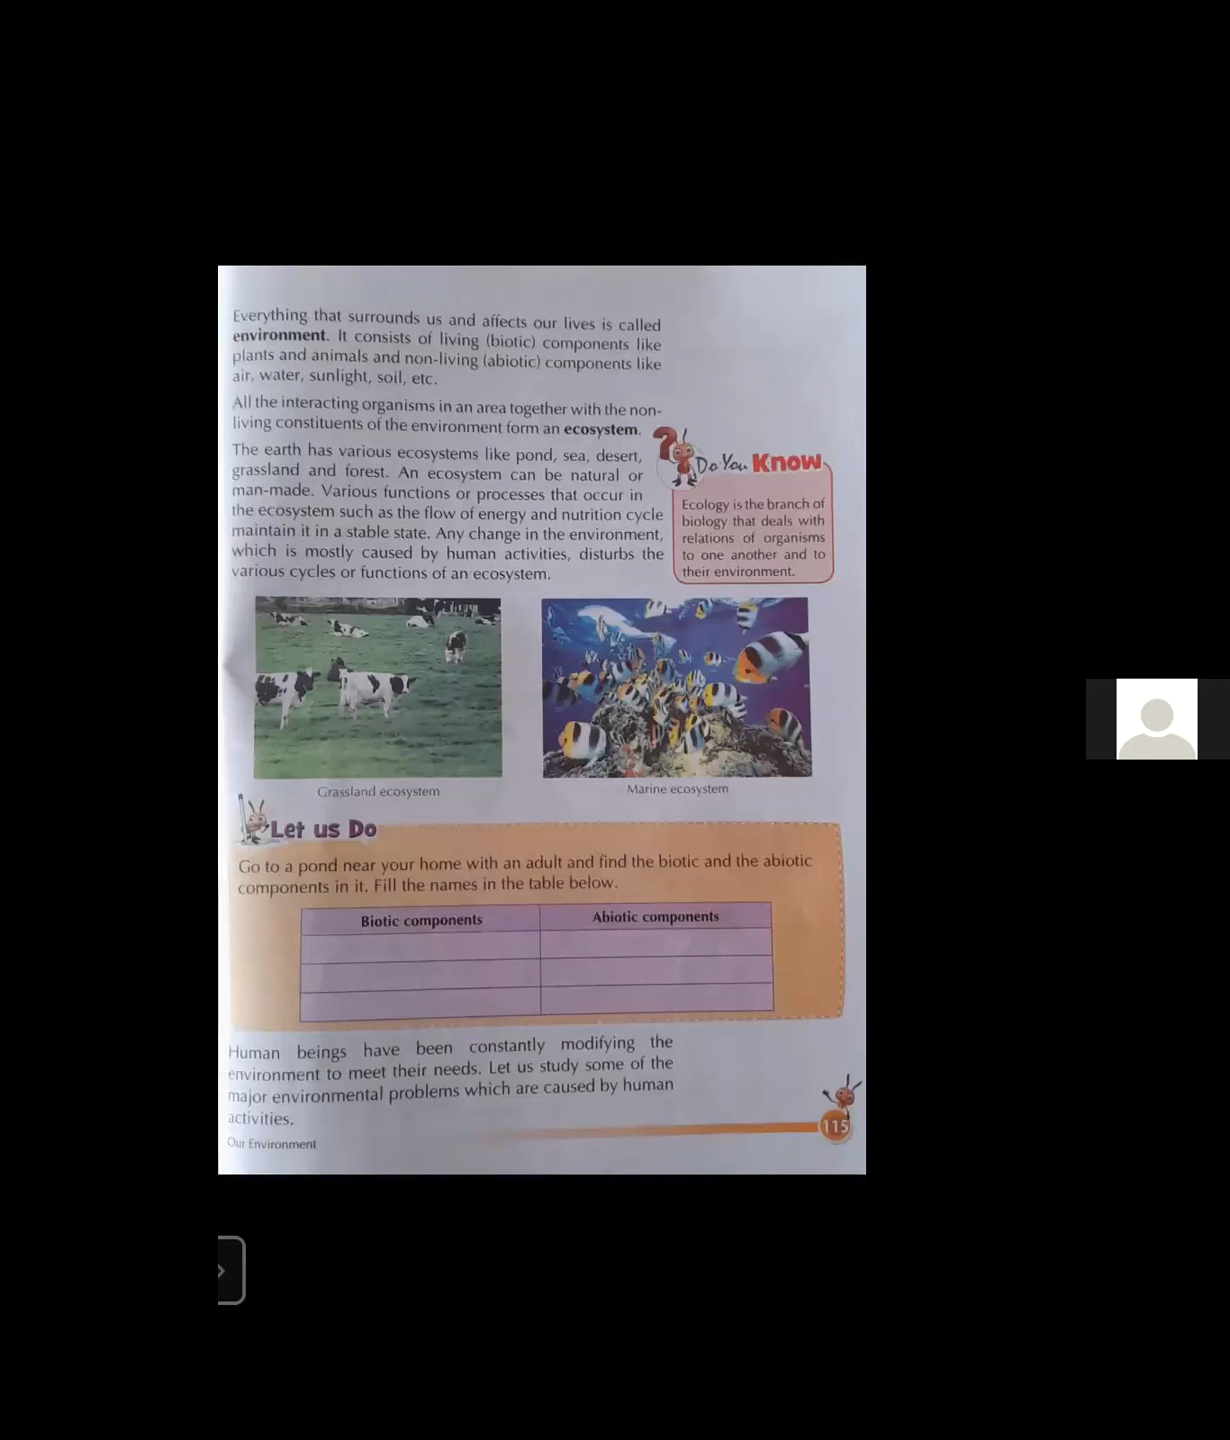 Everything that surrounds us and affects our lives is called
environment. It consists of living (biotic) components like
plants and animals and non-living (abiotic) components like
air, water, sunlight, soil, etc.
All the interacting organisms in an area together with the non-
living constituents of the environment form an ecosystem.
The earth has various ecosystems like pond, sea, desert,
grassland and forest. An ecosystem can be natural or
man-made. Various functions or processes that occur in
the ecosystem such as the flow of energy and nutrition cycle
maintain it in a stable state. Any change in the environment,
which is mostly caused by human activities, disturbs the
various cycles or functions of an ecosystem.
?
Do You Know
Ecology is the branch of
biology that deals with
relations of organisms
to one another and to
their environment.
Grassland ecosystem
Marine ecosystem
Let us Do
Go to a pond near your home with an adult and find the biotic and the abiotic
components in it. Fill the names in the table below.
Biotic components
Abiotic components
Human beings have been constantly modifying the
environment to meet their needs. Let us study some of the
major environmental problems which are caused by human
activities.
Our Environment
115